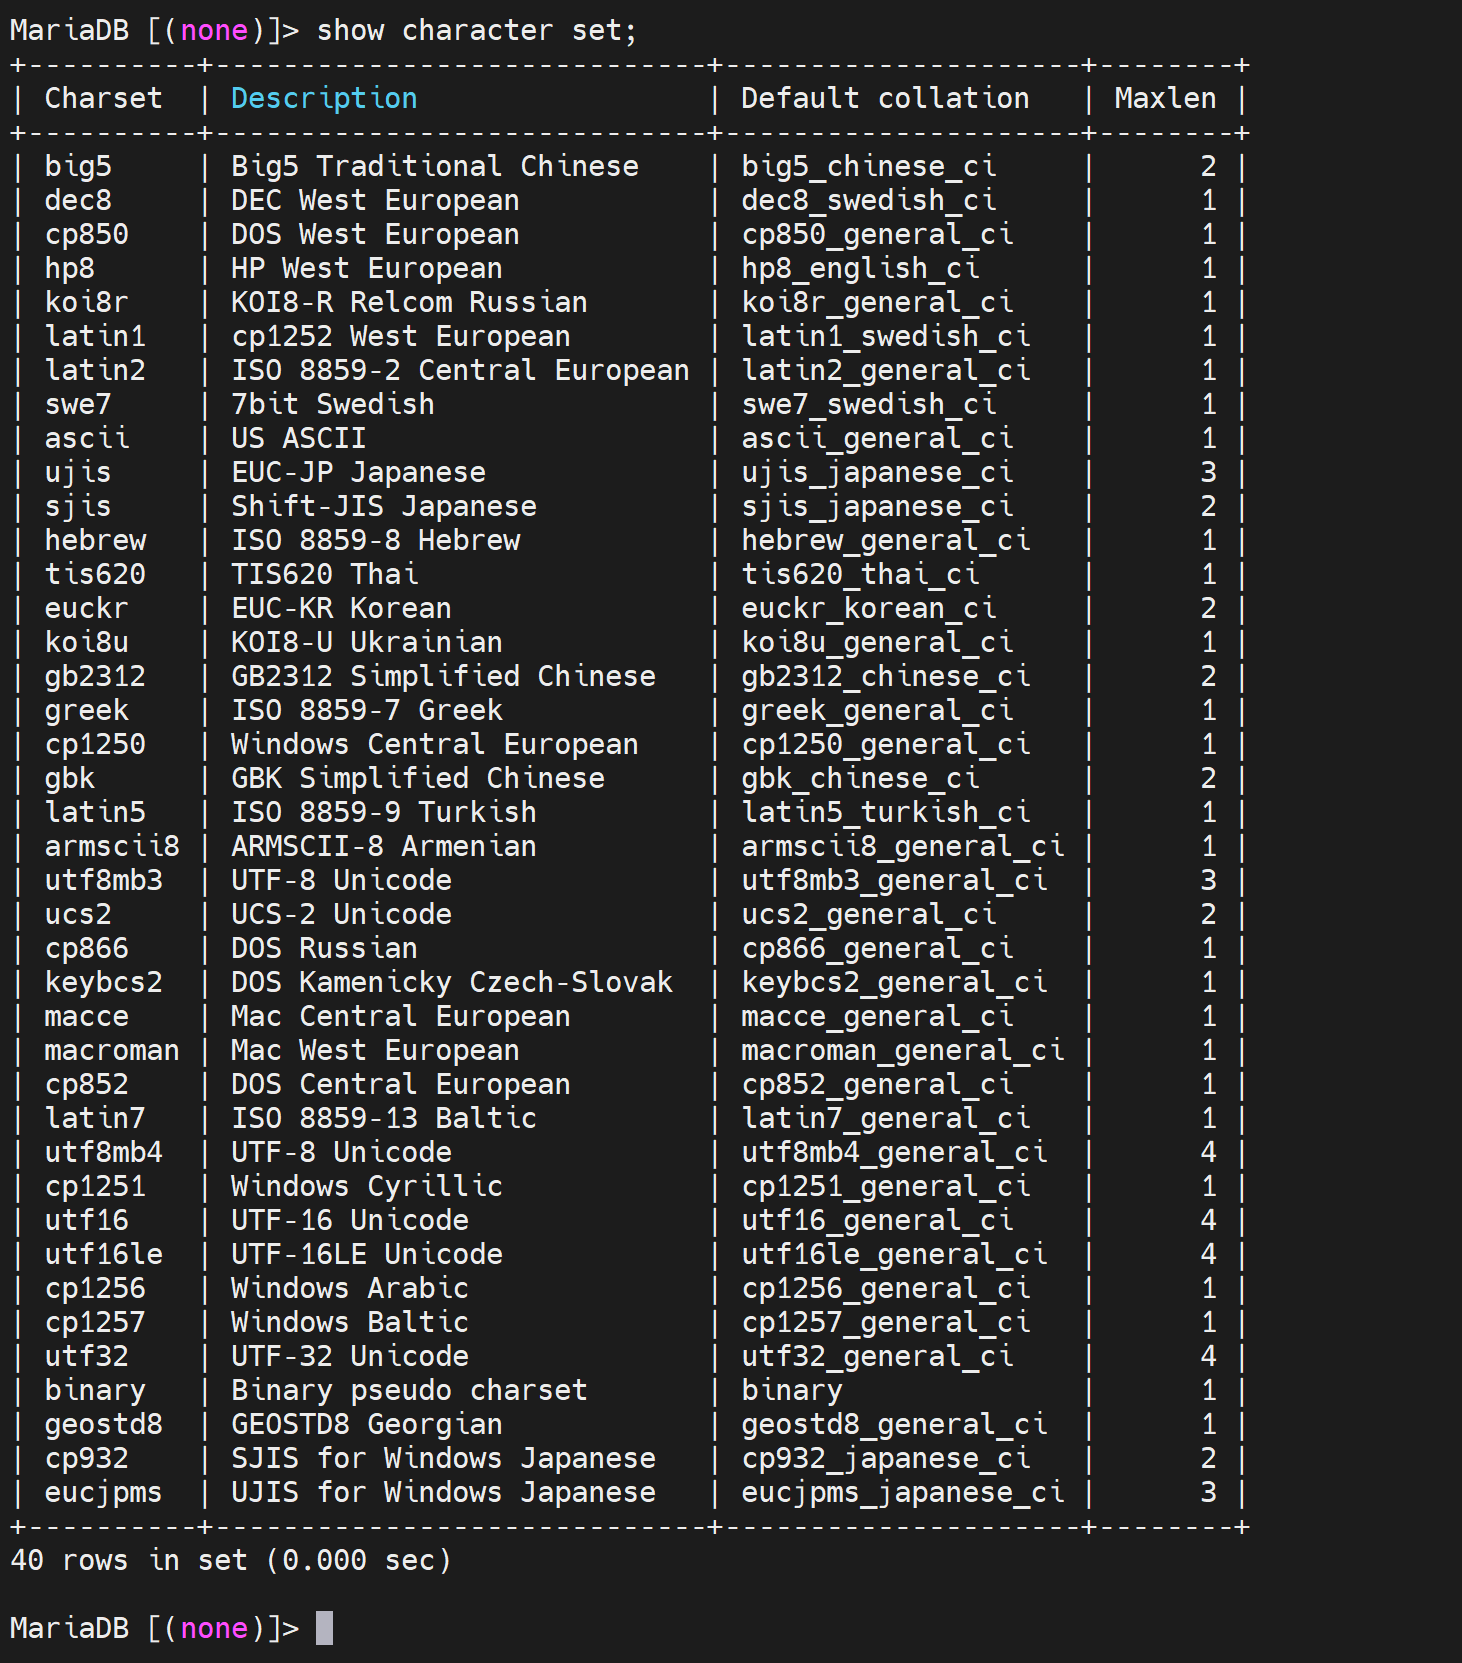 MariaDB [(none)]> show character set;
+----------+-----------------------------+---------------------+--------+
| Charset  | Description                 | Default collation   | Maxlen |
+----------+-----------------------------+---------------------+--------+
| big5     | Big5 Traditional Chinese    | big5_chinese_ci     |      2 |
| dec8     | DEC West European           | dec8_swedish_ci     |      1 |
| cp850    | DOS West European           | cp850_general_ci    |      1 |
| hp8      | HP West European            | hp8_english_ci      |      1 |
| koi8r    | KOI8-R Relcom Russian       | koi8r_general_ci    |      1 |
| latin1   | cp1252 West European        | latin1_swedish_ci   |      1 |
| latin2   | ISO 8859-2 Central European | latin2_general_ci   |      1 |
| swe7     | 7bit Swedish                | swe7_swedish_ci     |      1 |
| ascii    | US ASCII                    | ascii_general_ci    |      1 |
| ujis     | EUC-JP Japanese             | ujis_japanese_ci    |      3 |
| sjis     | Shift-JIS Japanese          | sjis_japanese_ci    |      2 |
| hebrew   | ISO 8859-8 Hebrew           | hebrew_general_ci   |      1 |
| tis620   | TIS620 Thai                 | tis620_thai_ci      |      1 |
| euckr    | EUC-KR Korean               | euckr_korean_ci     |      2 |
| koi8u    | KOI8-U Ukrainian            | koi8u_general_ci    |      1 |
| gb2312   | GB2312 Simplified Chinese   | gb2312_chinese_ci   |      2 |
| greek    | ISO 8859-7 Greek            | greek_general_ci    |      1 |
| cp1250   | Windows Central European    | cp1250_general_ci   |      1 |
| gbk      | GBK Simplified Chinese      | gbk_chinese_ci      |      2 |
| latin5   | ISO 8859-9 Turkish          | latin5_turkish_ci   |      1 |
| armscii8 | ARMSCII-8 Armenian          | armscii8_general_ci |      1 |
| utf8mb3  | UTF-8 Unicode               | utf8mb3_general_ci  |      3 |
| ucs2     | UCS-2 Unicode               | ucs2_general_ci     |      2 |
| cp866    | DOS Russian                 | cp866_general_ci    |      1 |
| keybcs2  | DOS Kamenicky Czech-Slovak  | keybcs2_general_ci  |      1 |
| macce    | Mac Central European        | macce_general_ci    |      1 |
| macroman | Mac West European           | macroman_general_ci |      1 |
| cp852    | DOS Central European        | cp852_general_ci    |      1 |
| latin7   | ISO 8859-13 Baltic          | latin7_general_ci   |      1 |
| utf8mb4  | UTF-8 Unicode               | utf8mb4_general_ci  |      4 |
| cp1251   | Windows Cyrillic            | cp1251_general_ci   |      1 |
| utf16    | UTF-16 Unicode              | utf16_general_ci    |      4 |
| utf16le  | UTF-16LE Unicode            | utf16le_general_ci  |      4 |
| cp1256   | Windows Arabic              | cp1256_general_ci   |      1 |
| cp1257   | Windows Baltic              | cp1257_general_ci   |      1 |
| utf32    | UTF-32 Unicode              | utf32_general_ci    |      4 |
| binary   | Binary pseudo charset       | binary              |      1 |
| geostd8  | GEOSTD8 Georgian            | geostd8_general_ci  |      1 |
| cp932    | SJIS for Windows Japanese   | cp932_japanese_ci   |      2 |
| eucjpms  | UJIS for Windows Japanese   | eucjpms_japanese_ci |      3 |
+----------+-----------------------------+---------------------+--------+
40 rows in set (0.000 sec)
MariaDB [(none)]>